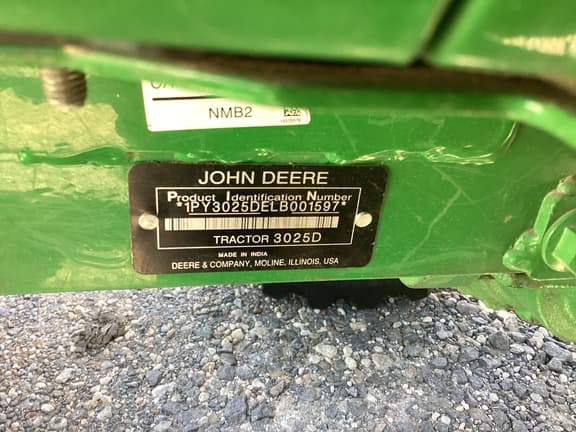 NMB2
JOHN DEERE
Product Identification Number
*1PY3025DELB001597*
TRACTOR 3025D
MADE IN INDIA
DEERE & COMPANY, MOLINE, ILLINOIS, USA